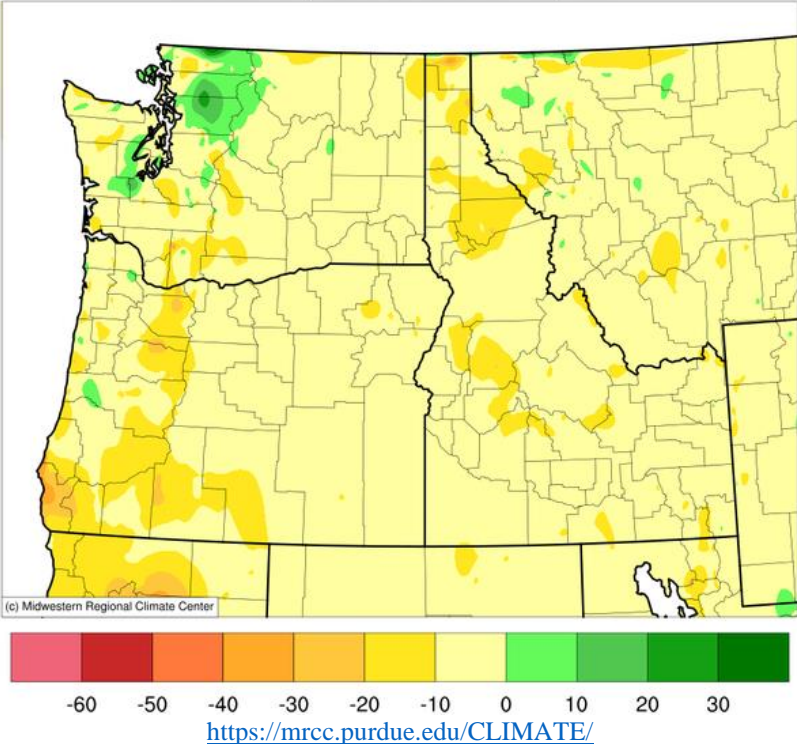 (c) Midwestern Regional Climate Center
-60 -50 -40 -30 -20 -10 0 10 20 30
https://mrcc.purdue.edu/CLIMATE/